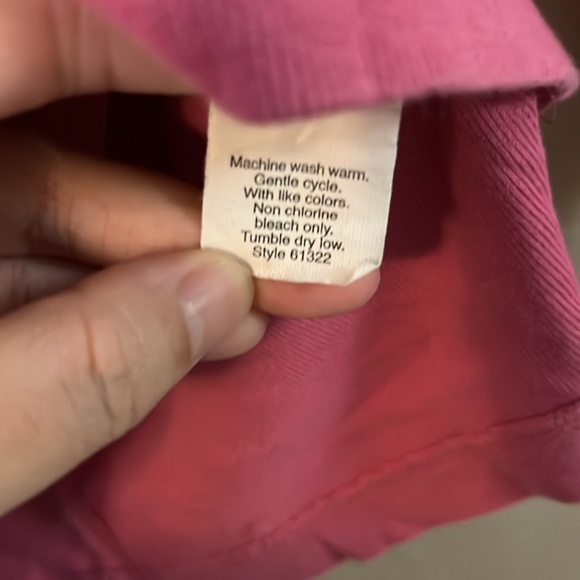 Machine wash warm.
Gentle cycle.
With like colors.
Non chlorine
bleach only.
Tumble dry low.
Style 61322